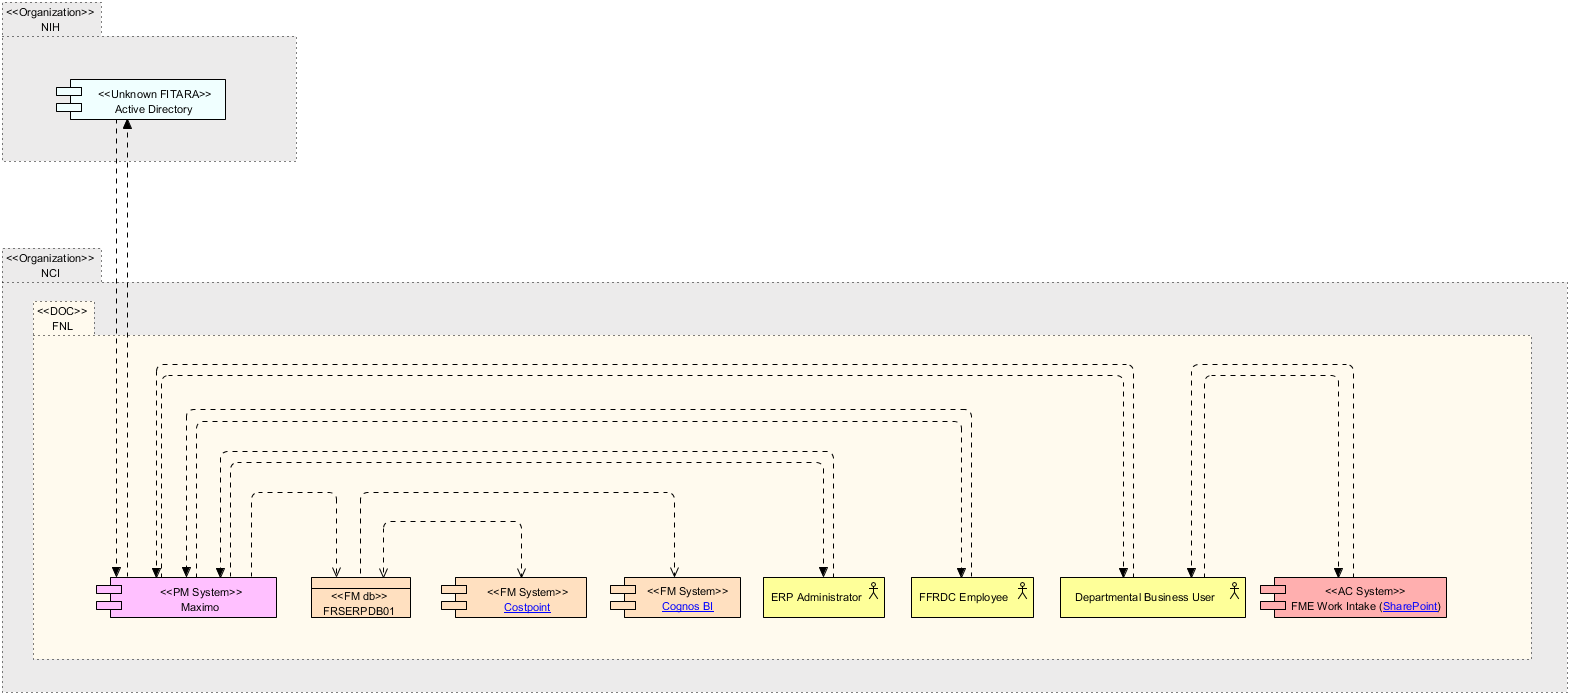 <<Organization>>
NIH
<<Unknown FITARA>>
Active Directory
<<Organization>>
NCI
<<DOC>>
FNL
<<PM System>>
Maximo
<<FM db>>
FRSERPDB01
<<FM System>>
Costpoint
<<FM System>>
Cognos BI
ERP Administrator
FFRDC Employee
Departmental Business User
<<AC System>>
FME Work Intake (SharePoint)